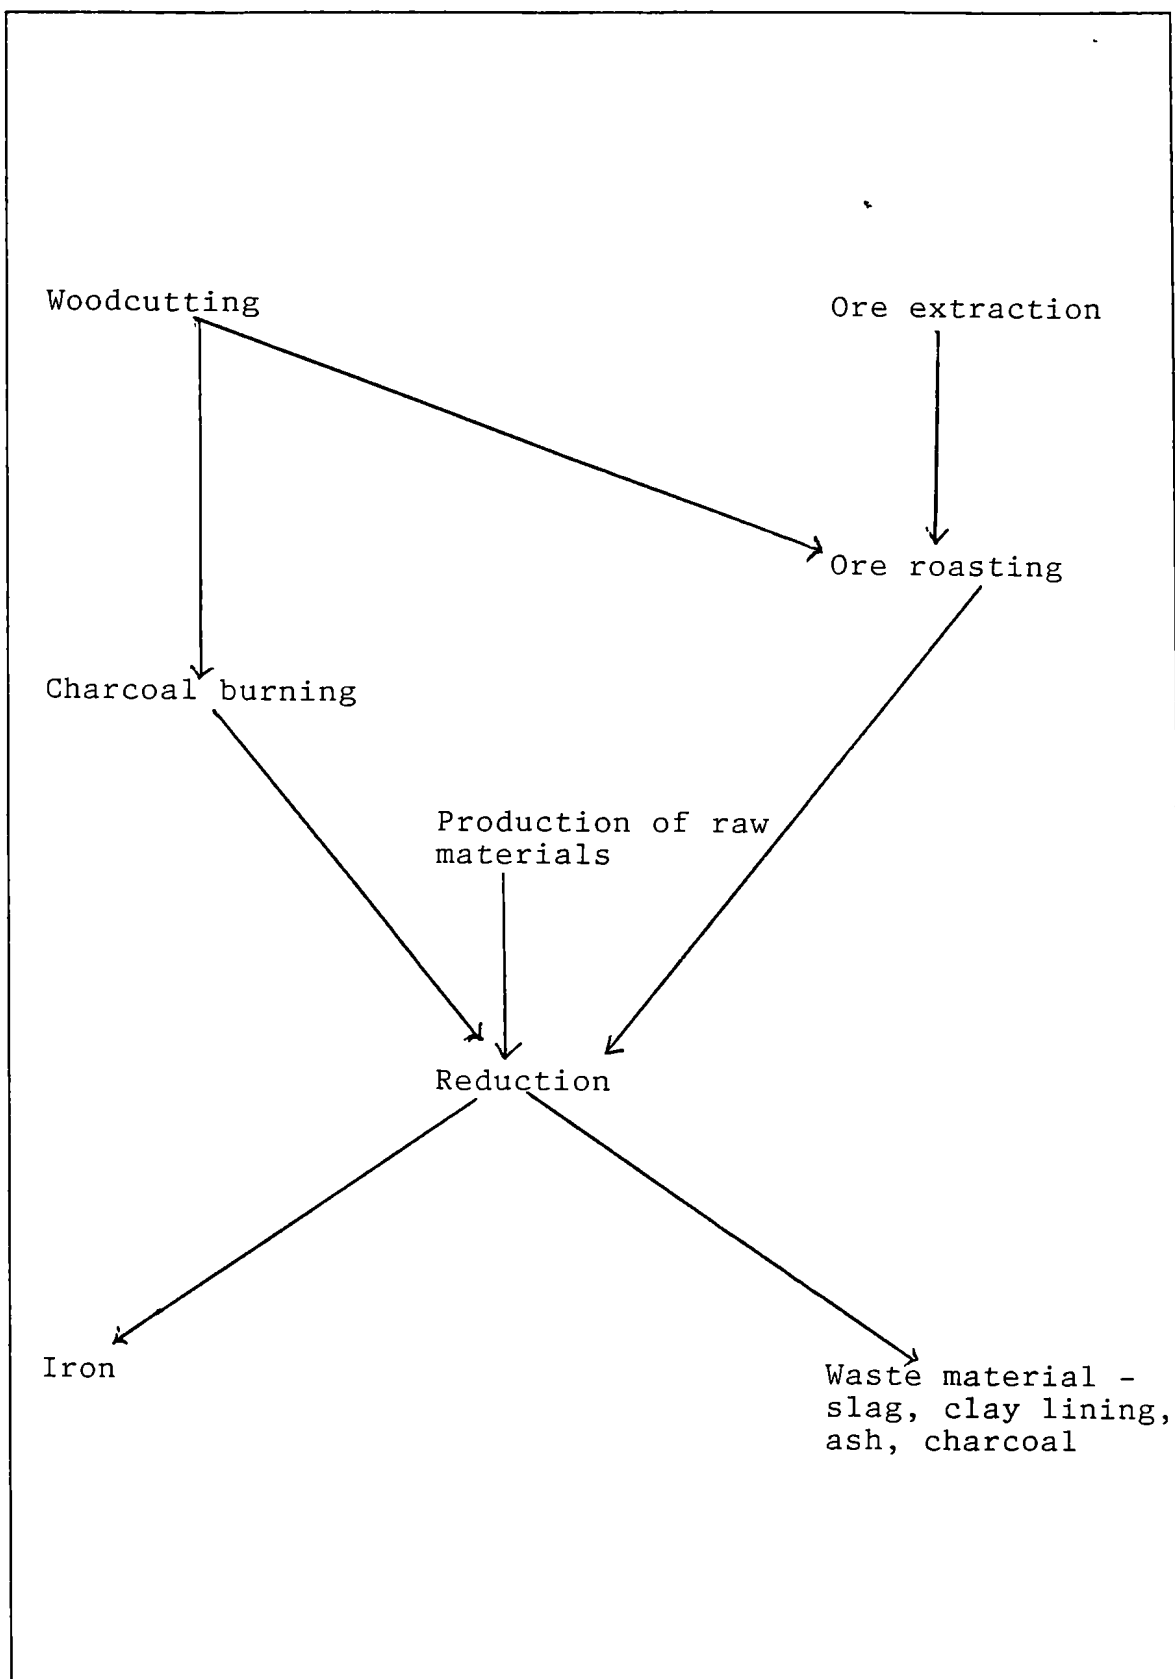 Woodcutting
Ore extraction
Ore roasting
Charcoal burning
Production of raw
materials
Reduction
Iron
Waste material -
slag, clay lining,
ash, charcoal